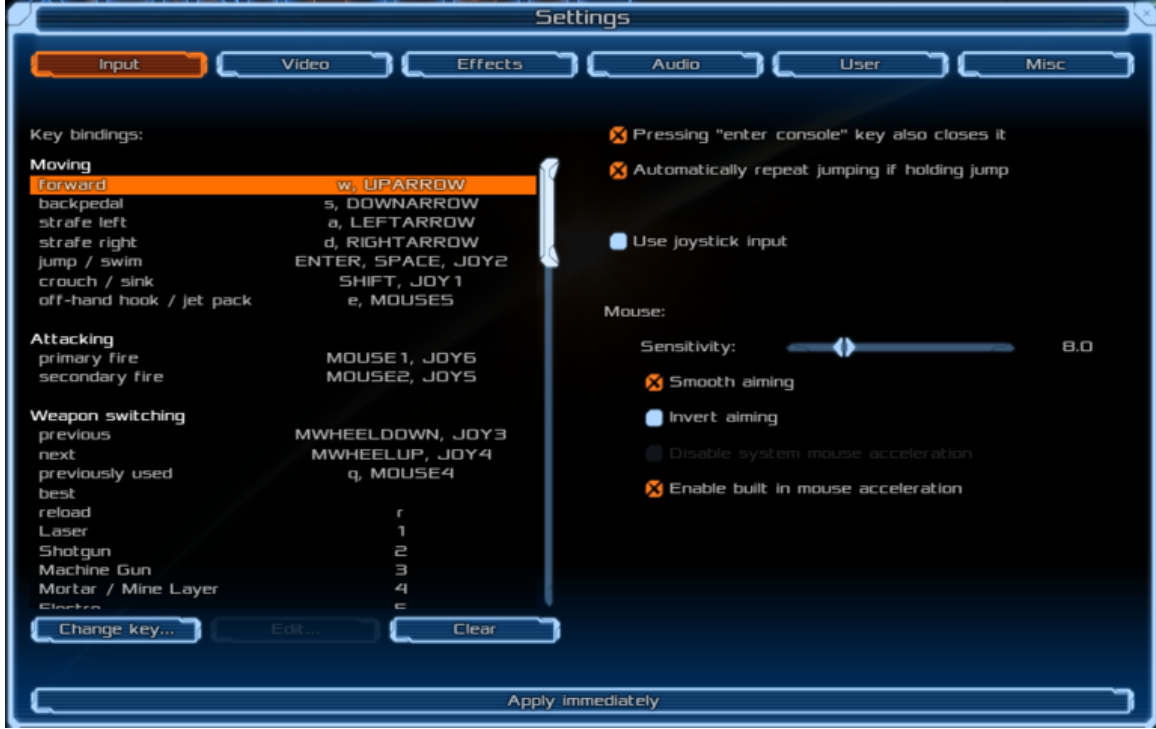 Settings
Input Video Effects Audio User Misc
Key bindings:
Moving
forward w, UPARROW
backpedal s, DOWNARROW
strafe left a, LEFTARROW
strafe right d, RIGHTARROW
jump / swim ENTER, SPACE, JOY2
crouch / sink SHIFT, JOY1
off-hand hook / jet pack e, MOUSE5
Attacking
primary fire MOUSE1, JOY6
secondary fire MOUSE2, JOY5
Weapon switching
previous MWHEELDOWN, JOY3
next MWHEELUP, JOY4
previously used q, MOUSE4
best
reload r
Laser 1
Shotgun 2
Machine Gun 3
Mortar / Mine Layer 4
Electro 5
Change key... Edit... Clear
Pressing "enter console" key also closes it
Automatically repeat jumping if holding jump
Use joystick input
Mouse:
Sensitivity: 8.0
Smooth aiming
Invert aiming
Disable system mouse acceleration
Enable built in mouse acceleration
Apply immediately